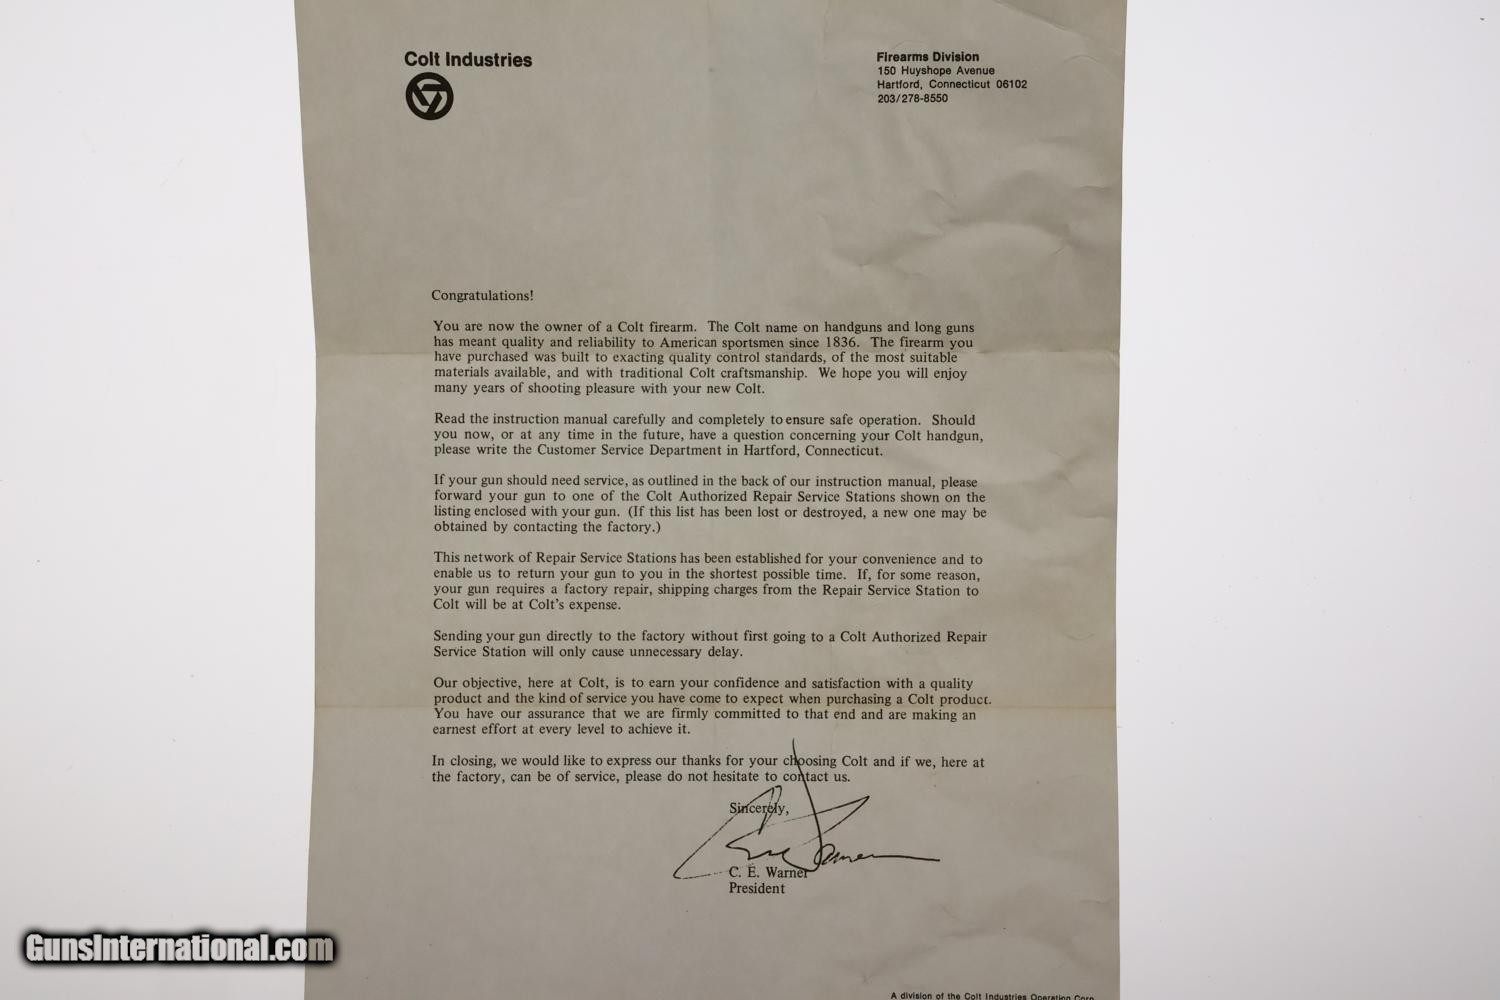 Colt Industries
Firearms Division
150 Huyshope Avenue
Hartford, Connecticut 06102
203/278-8550
Congratulations!
You are now the owner of a Colt firearm. The Colt name on handguns and long guns
has meant quality and reliability to American sportsmen since 1836. The firearm you
have purchased was built to exacting quality control standards, of the most suitable
materials available, and with traditional Colt craftsmanship. We hope you will enjoy
many years of shooting pleasure with your new Colt.
Read the instruction manual carefully and completely to ensure safe operation. Should
you now, or at any time in the future, have a question concerning your Colt handgun,
please write the Customer Service Department in Hartford, Connecticut.
If your gun should need service, as outlined in the back of our instruction manual, please
forward your gun to one of the Colt Authorized Repair Service Stations shown on the
listing enclosed with your gun. (If this list has been lost or destroyed, a new one may be
obtained by contacting the factory.)
This network of Repair Service Stations has been established for your convenience and to
enable us to return your gun to you in the shortest possible time. If, for some reason,
your gun requires a factory repair, shipping charges from the Repair Service Station to
Colt will be at Colt's expense.
Sending your gun directly to the factory without first going to a Colt Authorized Repair
Service Station will only cause unnecessary delay.
Our objective, here at Colt, is to earn your confidence and satisfaction with a quality
product and the kind of service you have come to expect when purchasing a Colt product.
You have our assurance that we are firmly committed to that end and are making an
earnest effort at every level to achieve it.
In closing, we would like to express our thanks for your choosing Colt and if we, here at
the factory, can be of service, please do not hesitate to contact us.
Sincerely,
C. E. Warner
President
GunsInternational.com
A division of the Colt Industries Operating Corp.